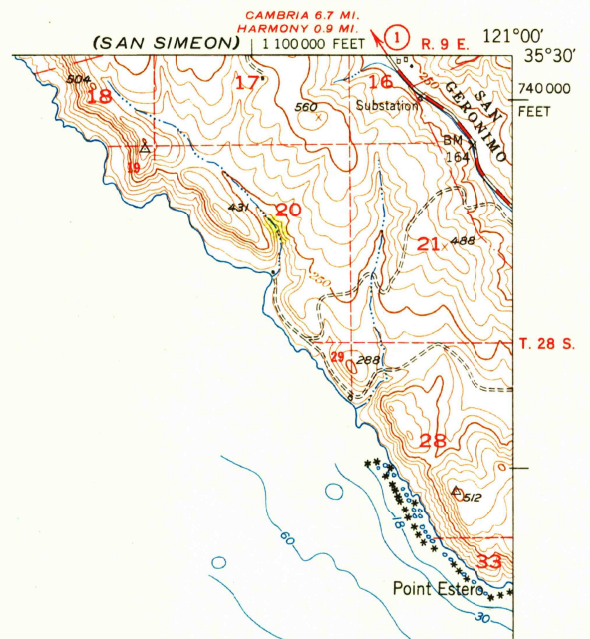 CAMBRIA 6.7 MI.
HARMONY 0.9 MI.
(SAN SIMEON)
1 100 000 FEET
1
R. 9 E.
121°00'
35°30'
504
18
17
16
250
740 000
FEET
SAN
GERONIMO
560
Substation
BM
164
19
431
20
21
488
250
T. 28 S.
29
288
28
512
18
60
33
Point Estero
30